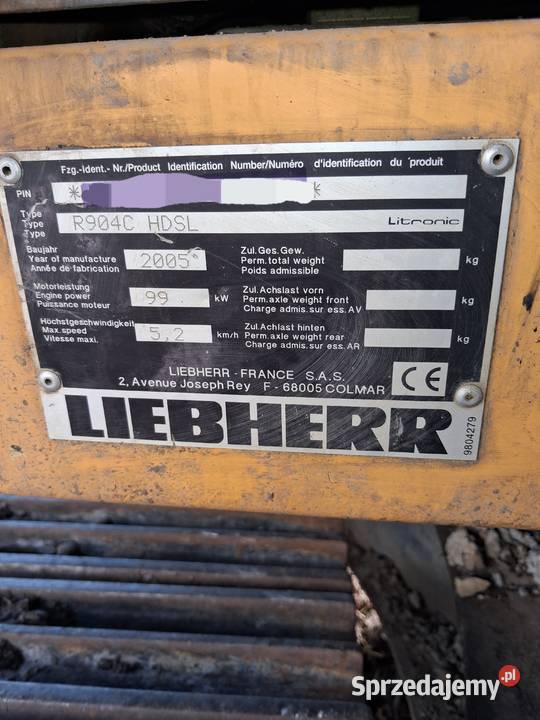 Fzg.-Ident.- Nr./Product Identification Number/Numéro d'identification du produit
PIN * *
Type
Type
Type
R904C HDSL Litronic
Baujahr
Year of manufacture
Année de fabrication
2005
Zul.Ges.Gew.
Perm.total weight
Poids admissible
kg
Motorleistung
Engine power
Puissance moteur
99 kW
Zul.Achslast vorn
Perm.axle weight front
Charge admis.sur ess.AV
kg
Höchstgeschwindigkeit
Max.speed
Vitesse maxi.
5,2 km/h
Zul.Achlast hinten
Perm.axle weight rear
Charge admis.sur ess.AR
kg
LIEBHERR - FRANCE S.A.S.
2, Avenue Joseph Rey F - 68005 COLMAR
CE
LIEBHERR
9804279
Sprzedajemy.pl